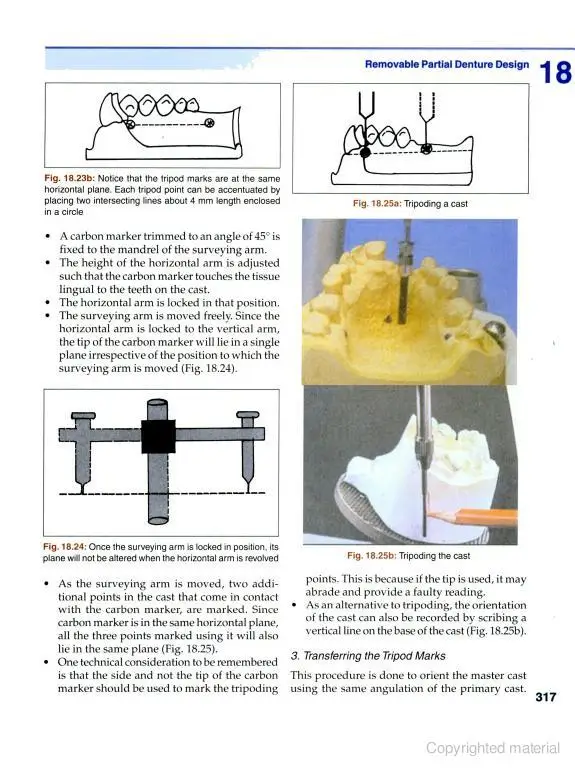 Removable Partial Denture Design
18
Fig. 18.23b: Notice that the tripod marks are at the same
horizontal plane. Each tripod point can be accentuated by
placing two intersecting lines about 4 mm length enclosed
in a circle
• A carbon marker trimmed to an angle of 45° is
fixed to the mandrel of the surveying arm.
• The height of the horizontal arm is adjusted
such that the carbon marker touches the tissue
lingual to the teeth on the cast.
• The horizontal arm is locked in that position.
• The surveying arm is moved freely. Since the
horizontal arm is locked to the vertical arm,
the tip of the carbon marker will lie in a single
plane irrespective of the position to which the
surveying arm is moved (Fig. 18.24).
Fig. 18.24: Once the surveying arm is locked in position, its
plane will not be altered when the horizontal arm is revolved
• As the surveying arm is moved, two addi-
tional points in the cast that come in contact
with the carbon marker, are marked. Since
carbon marker is in the same horizontal plane,
all the three points marked using it will also
lie in the same plane (Fig. 18.25).
• One technical consideration to be remembered
is that the side and not the tip of the carbon
marker should be used to mark the tripoding
Fig. 18.25a: Tripoding a cast
Fig. 18.25b: Tripoding the cast
points. This is because if the tip is used, it may
abrade and provide a faulty reading.
• As an alternative to tripoding, the orientation
of the cast can also be recorded by scribing a
vertical line on the base of the cast (Fig. 18.25b).
3. Transferring the Tripod Marks
This procedure is done to orient the master cast
using the same angulation of the primary cast.
317
Copyrighted material